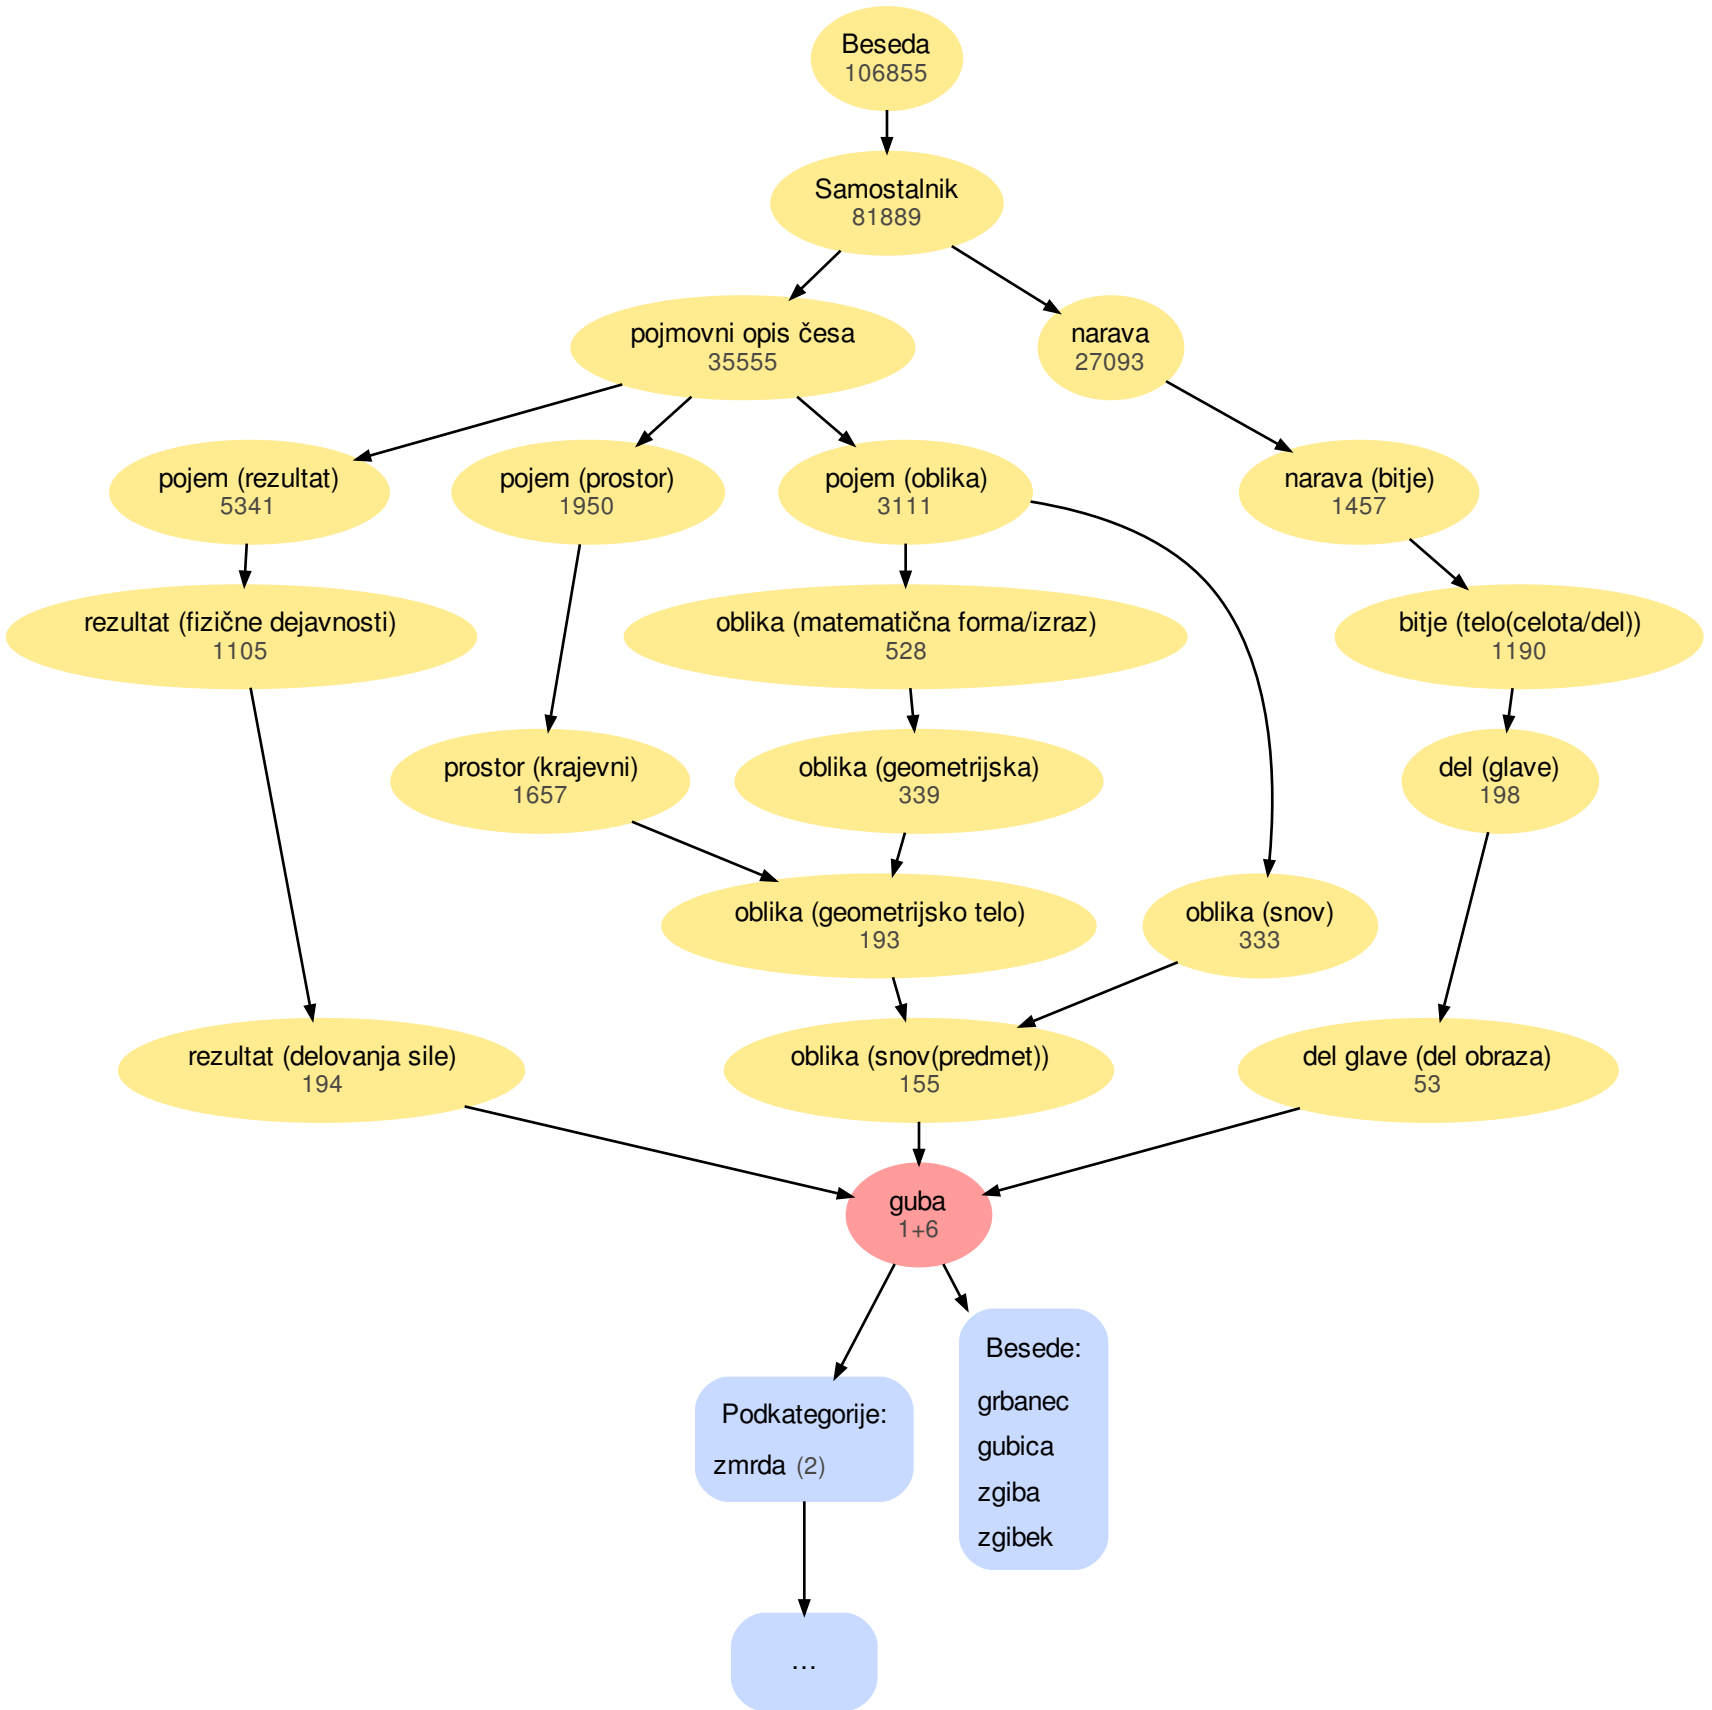 Beseda
106855
Samostalnik
81889
pojmovni opis česa
35555
narava
27093
pojem (rezultat)
5341
pojem (prostor)
1950
pojem (oblika)
3111
narava (bitje)
1457
rezultat (fizične dejavnosti)
1105
oblika (matematična forma/izraz)
528
bitje (telo(celota/del))
1190
prostor (krajevni)
1657
oblika (geometrijska)
339
del (glave)
198
oblika (geometrijsko telo)
193
oblika (snov)
333
rezultat (delovanja sile)
194
oblika (snov(predmet))
155
del glave (del obraza)
53
guba
1+6
Podkategorije:
zmrda (2)
Besede:
grbanec
gubica
zgiba
zgibek
...